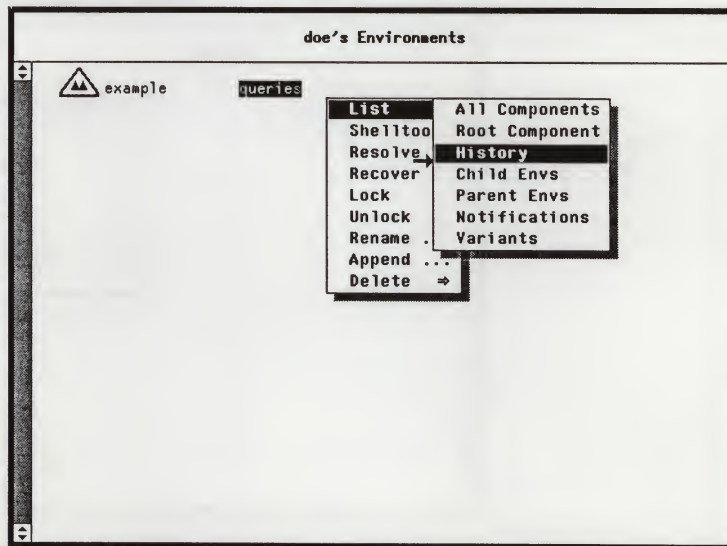 doe's Environments
example
queries
List
Shelltoo
Resolve
Recover
Lock
Unlock
Rename ..
Append ...
Delete ⇒
All Components
Root Component
History
Child Envs
Parent Envs
Notifications
Variants